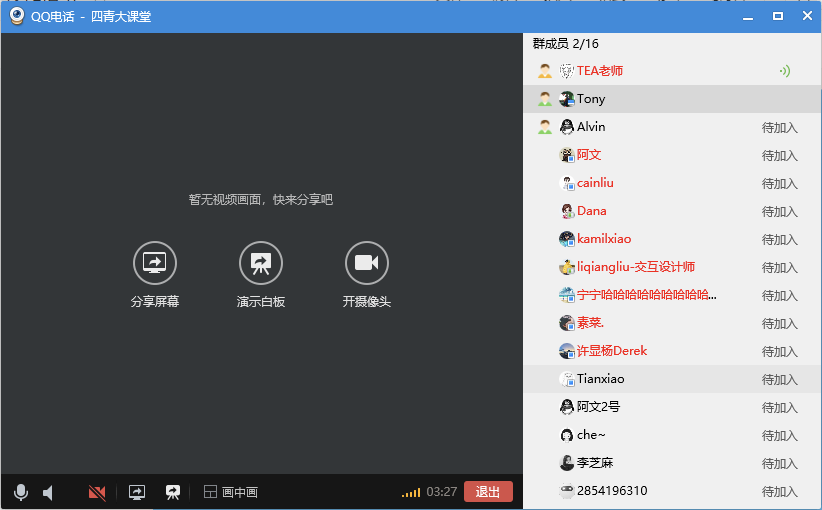 QQ电话 - 四青大课堂
群成员 2/16
TEA老师
Tony
Alvin 待加入
阿文 待加入
cainliu 待加入
Dana 待加入
kamilxiao 待加入
liqiangliu-交互设计师 待加入
宁宁哈哈哈哈哈哈哈哈哈... 待加入
素菜. 待加入
许显杨Derek 待加入
Tianxiao 待加入
阿文2号 待加入
che~ 待加入
李芝麻 待加入
2854196310 待加入
暂无视频画面，快来分享吧
分享屏幕 演示白板 开摄像头
画中画 03:27 退出